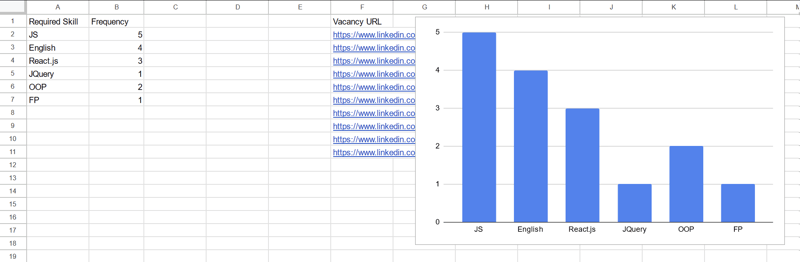 A B C D E F G H I J K L
1 Required Skill Frequency Vacancy URL
2 JS 5 https://www.linkedin.co
3 English 4 https://www.linkedin.co
4 React.js 3 https://www.linkedin.co
5 JQuery 1 https://www.linkedin.co
6 OOP 2 https://www.linkedin.co
7 FP 1 https://www.linkedin.co
8 https://www.linkedin.co
9 https://www.linkedin.co
10 https://www.linkedin.co
11 https://www.linkedin.co
12
13
14
15
16
17
18
19
5
4
3
2
1
0
JS English React.js JQuery OOP FP